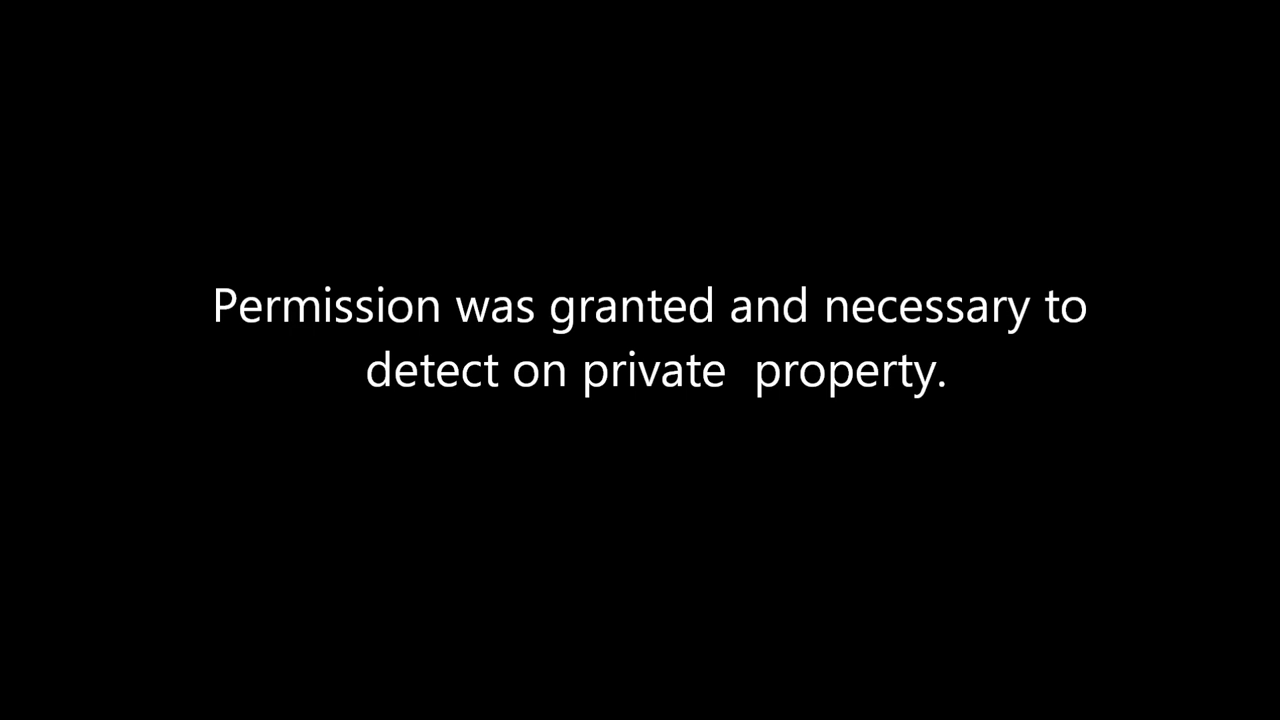 Permission was granted and necessary to
detect on private  property.